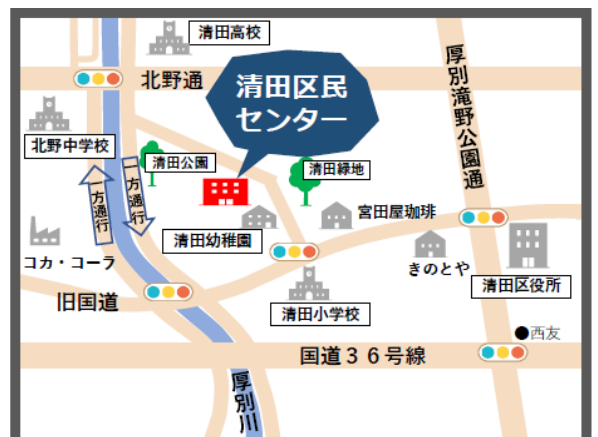 清田高校
北野通
清田区民
センター
厚別滝野公園通
北野中学校
清田公園
清田緑地
一方通行
一方通行
宮田屋珈琲
清田幼稚園
コカ・コーラ
きのとや
清田区役所
旧国道
清田小学校
●西友
国道３６号線
厚別川